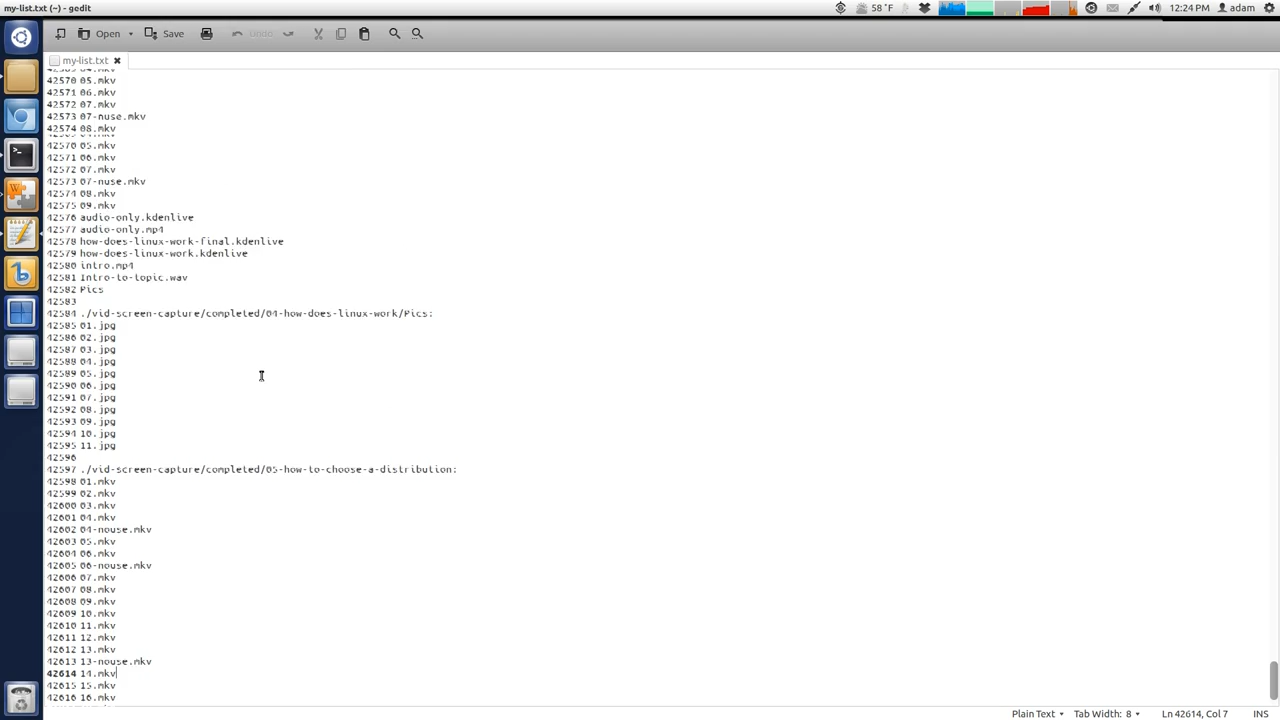 my-list.txt (~) - gedit
58 °F
12:24 PM
adam
Open
Save
Undo
my-list.txt
42570 05.mkv
42571 06.mkv
42572 07.mkv
42573 07-nuse.mkv
42574 08.mkv
42570 05.mkv
42571 06.mkv
42572 07.mkv
42573 07-nuse.mkv
42574 08.mkv
42575 09.mkv
42576 audio-only.kdenlive
42577 audio-only.mp4
42578 how-does-linux-work-final.kdenlive
42579 how-does-linux-work.kdenlive
42580 intro.mp4
42581 Intro-to-topic.wav
42582 Pics
42583
42584 ./vid-screen-capture/completed/04-how-does-linux-work/Pics:
42585 01.jpg
42586 02.jpg
42587 03.jpg
42588 04.jpg
42589 05.jpg
42590 06.jpg
42591 07.jpg
42592 08.jpg
42593 09.jpg
42594 10.jpg
42595 11.jpg
42596
42597 ./vid-screen-capture/completed/05-how-to-choose-a-distribution:
42598 01.mkv
42599 02.mkv
42600 03.mkv
42601 04.mkv
42602 04-nouse.mkv
42603 05.mkv
42604 06.mkv
42605 06-nouse.mkv
42606 07.mkv
42607 08.mkv
42608 09.mkv
42609 10.mkv
42610 11.mkv
42611 12.mkv
42612 13.mkv
42613 13-nouse.mkv
42614 14.mkv
42615 15.mkv
42616 16.mkv
Plain Text
Tab Width: 8
Ln 42614, Col 7
INS